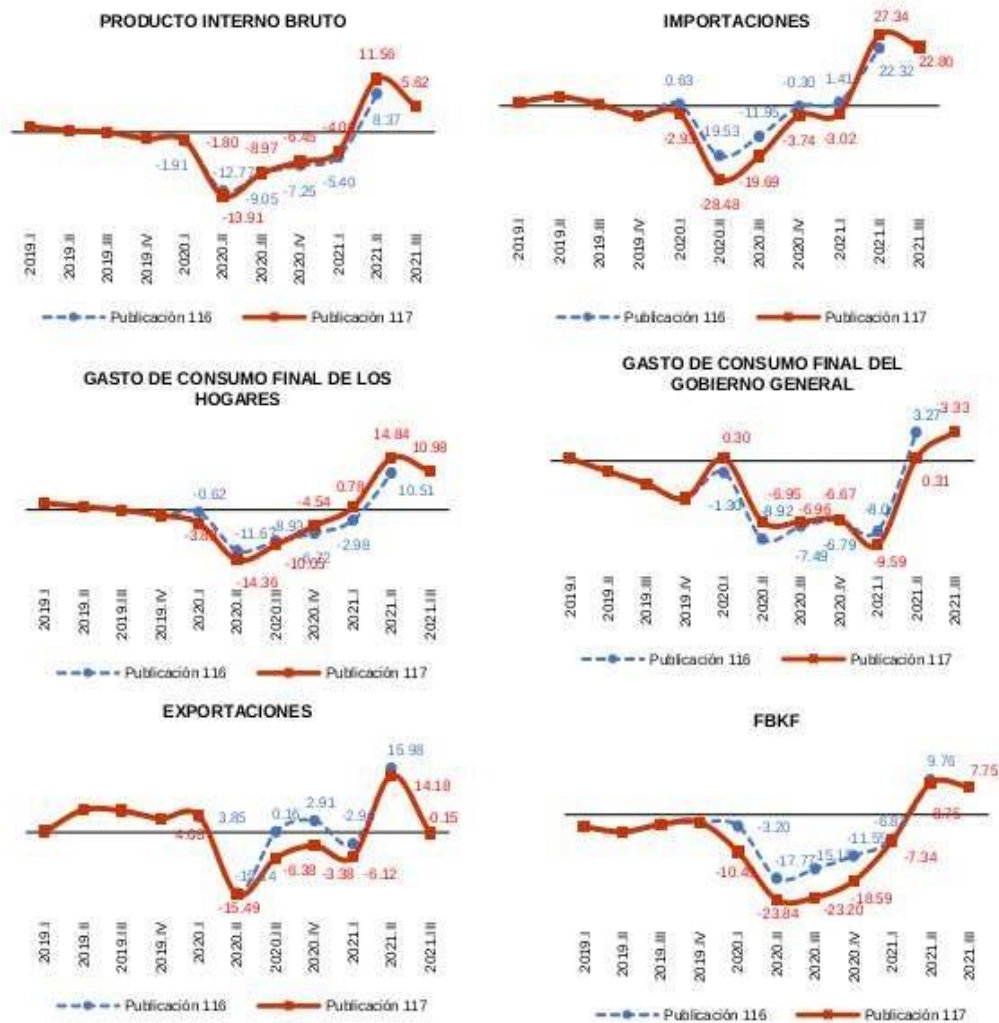 PRODUCTO INTERNO BRUTO
11.56
5.62
8.37
-4.0
-6.45
-8.97
-1.80
-1.91
-12.77
-9.05
-7.25
-5.40
-13.91
2019.I
2019.II
2019.III
2019.IV
2020.I
2020.II
2020.III
2020.IV
2021.I
2021.II
2021.III
Publicación 116
Publicación 117
IMPORTACIONES
27.34
22.80
22.32
0.63
-0.30
1.41
-11.95
-19.53
-2.93
-3.74
-3.02
-19.69
-28.48
2019.I
2019.II
2019.III
2019.IV
2020.I
2020.II
2020.III
2020.IV
2021.I
2021.II
2021.III
Publicación 116
Publicación 117
GASTO DE CONSUMO FINAL DE LOS
HOGARES
14.84
10.98
10.51
0.78
-4.54
-0.62
-8.93
-11.67
-2.98
-10.05
-14.36
2019.I
2019.II
2019.III
2019.IV
2020.I
2020.II
2020.III
2020.IV
2021.I
2021.II
2021.III
Publicación 116
Publicación 117
GASTO DE CONSUMO FINAL DEL
GOBIERNO GENERAL
3.27
3.33
0.30
0.31
-6.95
-6.67
-1.30
-8.92
-6.96
-8.0
-7.49
-6.79
-9.59
2019.I
2019.II
2019.III
2019.IV
2020.I
2020.II
2020.III
2020.IV
2021.I
2021.II
2021.III
Publicación 116
Publicación 117
EXPORTACIONES
15.98
14.18
0.15
2.91
0.16
3.85
-6.38
-3.38
-6.12
-15.49
2019.I
2019.II
2019.III
2019.IV
2020.I
2020.II
2020.III
2020.IV
2021.I
2021.II
2021.III
Publicación 116
Publicación 117
FBKF
9.76
7.75
8.75
-3.20
-11.55
-17.77
-7.34
-18.59
-23.84
-23.20
2019.I
2019.II
2019.III
2019.IV
2020.I
2020.II
2020.III
2020.IV
2021.I
2021.II
2021.III
Publicación 116
Publicación 117